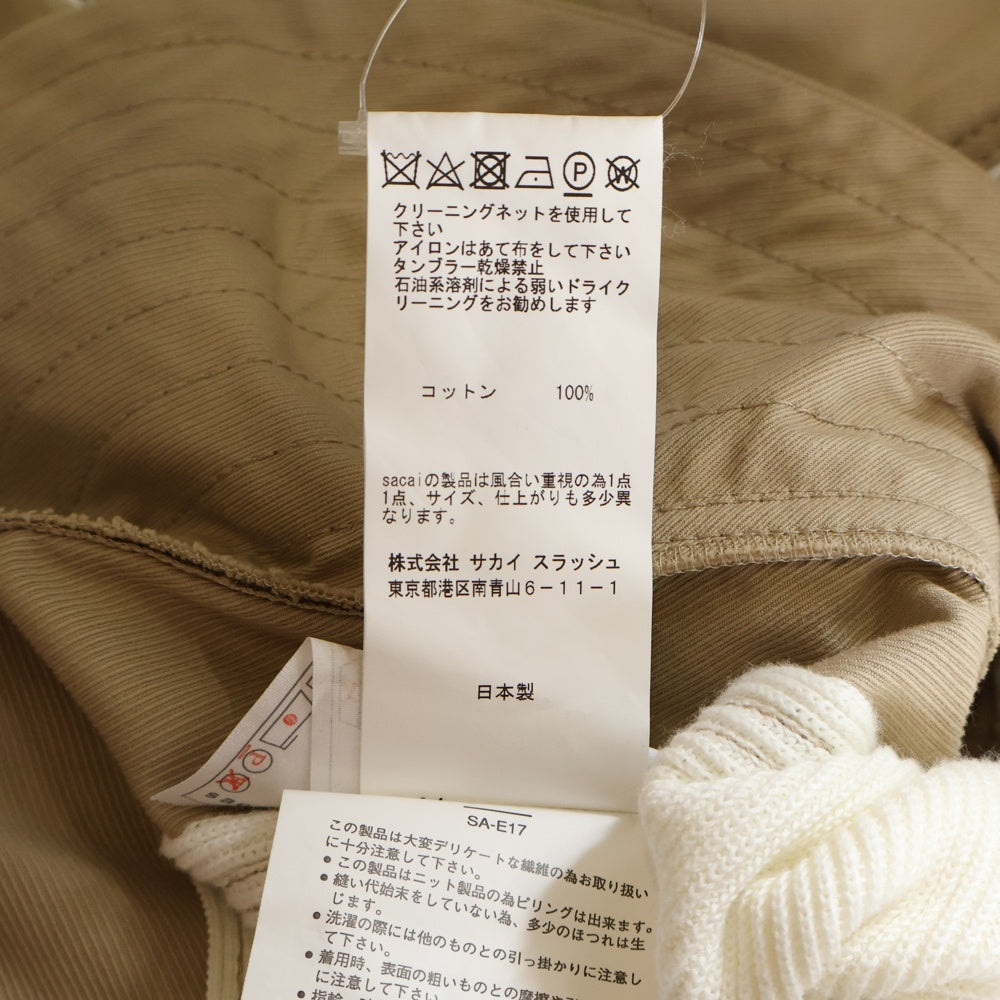 クリーニングネットを使用して
下さい
アイロンはあて布をして下さい
タンブラー乾燥禁止
石油系溶剤による弱いドライク
リーニングをお勧めします
コットン 100%
sacaiの製品は風合い重視の為1点
1点、サイズ、仕上がりも多少異
なります。
株式会社 サカイ スラッシュ
東京都港区南青山6-11-1
日本製
SA-E17
この製品は大変デリケートな繊維の為お取り扱い
に十分注意して下さい。
● この製品はニット製品の為ピリングは出来ます。
● 縫い代始末をしていない為、多少のほつれは生
じます。
● 洗濯の際には他のものとの引っ掛かりに注意し
て下さい。
● 着用時、表面の粗いものとの摩擦や
に注意して下さい。
● 指輪